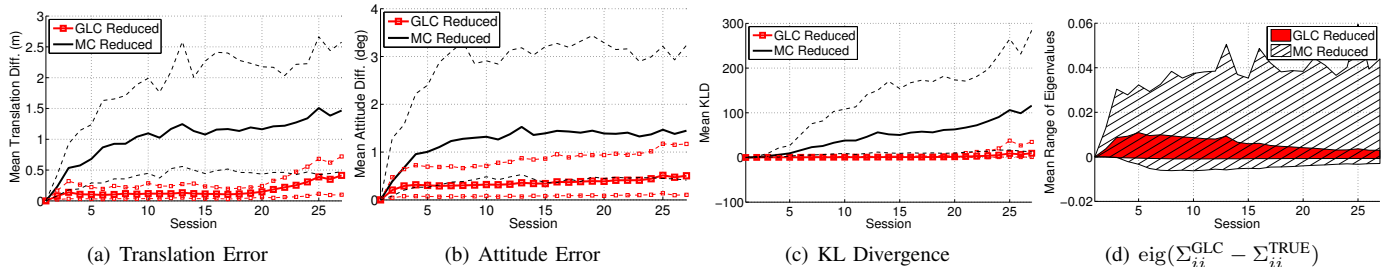 GLC Reduced
MC Reduced
3
2.5
2
1.5
1
0.5
0
5
10
15
20
25
Session
Mean Translation Diff. (m)
(a) Translation Error
GLC Reduced
MC Reduced
4
3
2
1
0
5
10
15
20
25
Session
Mean Attitude Diff. (deg)
(b) Attitude Error
GLC Reduced
MC Reduced
300
200
100
0
−100
5
10
15
20
25
Session
Mean KLD
(c) KL Divergence
GLC Reduced
MC Reduced
0.06
0.04
0.02
0
−0.02
5
10
15
20
25
Session
Mean Range of Eigenvalues
(d) eig(Σ_{ii}^{GLC} − Σ_{ii}^{TRUE})